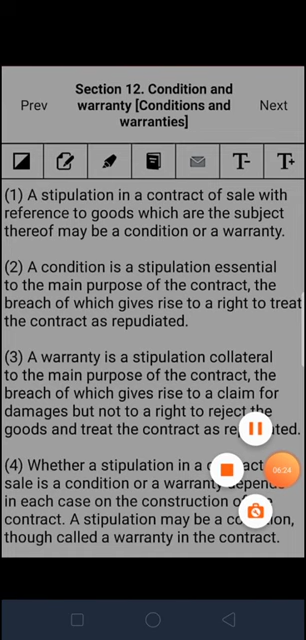 Prev
Section 12. Condition and
warranty [Conditions and
warranties]
Next
T-
T+
(1) A stipulation in a contract of sale with
reference to goods which are the subject
thereof may be a condition or a warranty.
(2) A condition is a stipulation essential
to the main purpose of the contract, the
breach of which gives rise to a right to treat
the contract as repudiated.
(3) A warranty is a stipulation collateral
to the main purpose of the contract, the
breach of which gives rise to a claim for
damages but not to a right to reject the
goods and treat the contract as
(4) Whether a stipulation in a
sale is a condition or a warranty depends
in each case on the construction
contract. A stipulation may be a
though called a warranty in the contract.
06:24